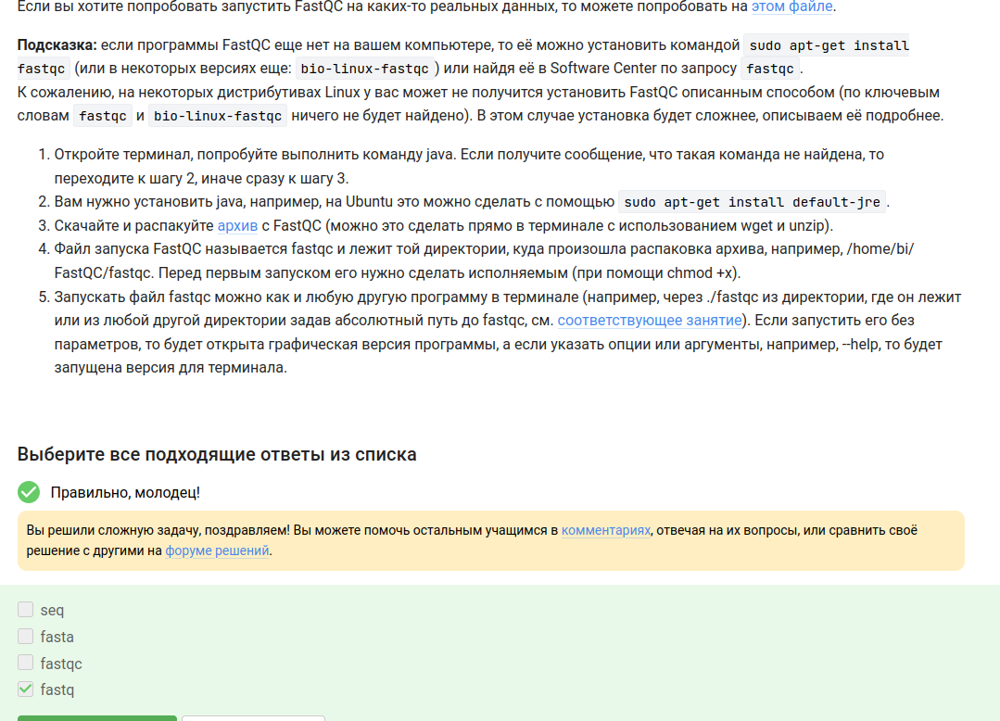 Если вы хотите попробовать запустить FastQC на каких-то реальных данных, то можете попробовать на этом файле.
Подсказка: если программы FastQC еще нет на вашем компьютере, то её можно установить командой sudo apt-get install
fastqc (или в некоторых версиях еще: bio-linux-fastqc ) или найдя её в Software Center по запросу fastqc .
К сожалению, на некоторых дистрибутивах Linux у вас может не получится установить FastQC описанным способом (по ключевым
словам fastqc и bio-linux-fastqc ничего не будет найдено). В этом случае установка будет сложнее, описываем её подробнее.
1. Откройте терминал, попробуйте выполнить команду java. Если получите сообщение, что такая команда не найдена, то
переходите к шагу 2, иначе сразу к шагу 3.
2. Вам нужно установить java, например, на Ubuntu это можно сделать с помощью sudo apt-get install default-jre .
3. Скачайте и распакуйте архив с FastQC (можно это сделать прямо в терминале с использованием wget и unzip).
4. Файл запуска FastQC называется fastqc и лежит той директории, куда произошла распаковка архива, например, /home/bi/
FastQC/fastqc. Перед первым запуском его нужно сделать исполняемым (при помощи chmod +x).
5. Запускать файл fastqc можно как и любую другую программу в терминале (например, через ./fastqc из директории, где он лежит
или из любой другой директории задав абсолютный путь до fastqc, см. соответствующее занятие). Если запустить его без
параметров, то будет открыта графическая версия программы, а если указать опции или аргументы, например, --help, то будет
запущена версия для терминала.
Выберите все подходящие ответы из списка
Правильно, молодец!
Вы решили сложную задачу, поздравляем! Вы можете помочь остальным учащимся в комментариях, отвечая на их вопросы, или сравнить своё
решение с другими на форуме решений.
seq
fasta
fastqc
fastq